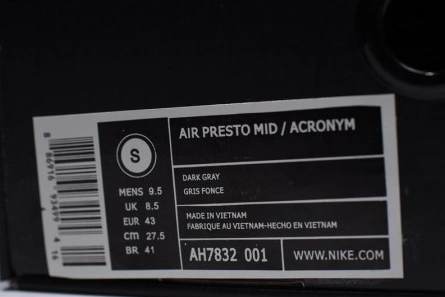 AIR PRESTO MID / ACRONYM
S
DARK GRAY
GRIS FONCE
MENS 9.5
UK 8.5
EUR 43
CM 27.5
BR 41
MADE IN VIETNAM
FABRIQUE AU VIETNAM-HECHO EN VIETNAM
AH7832 001
WWW.NIKE.COM